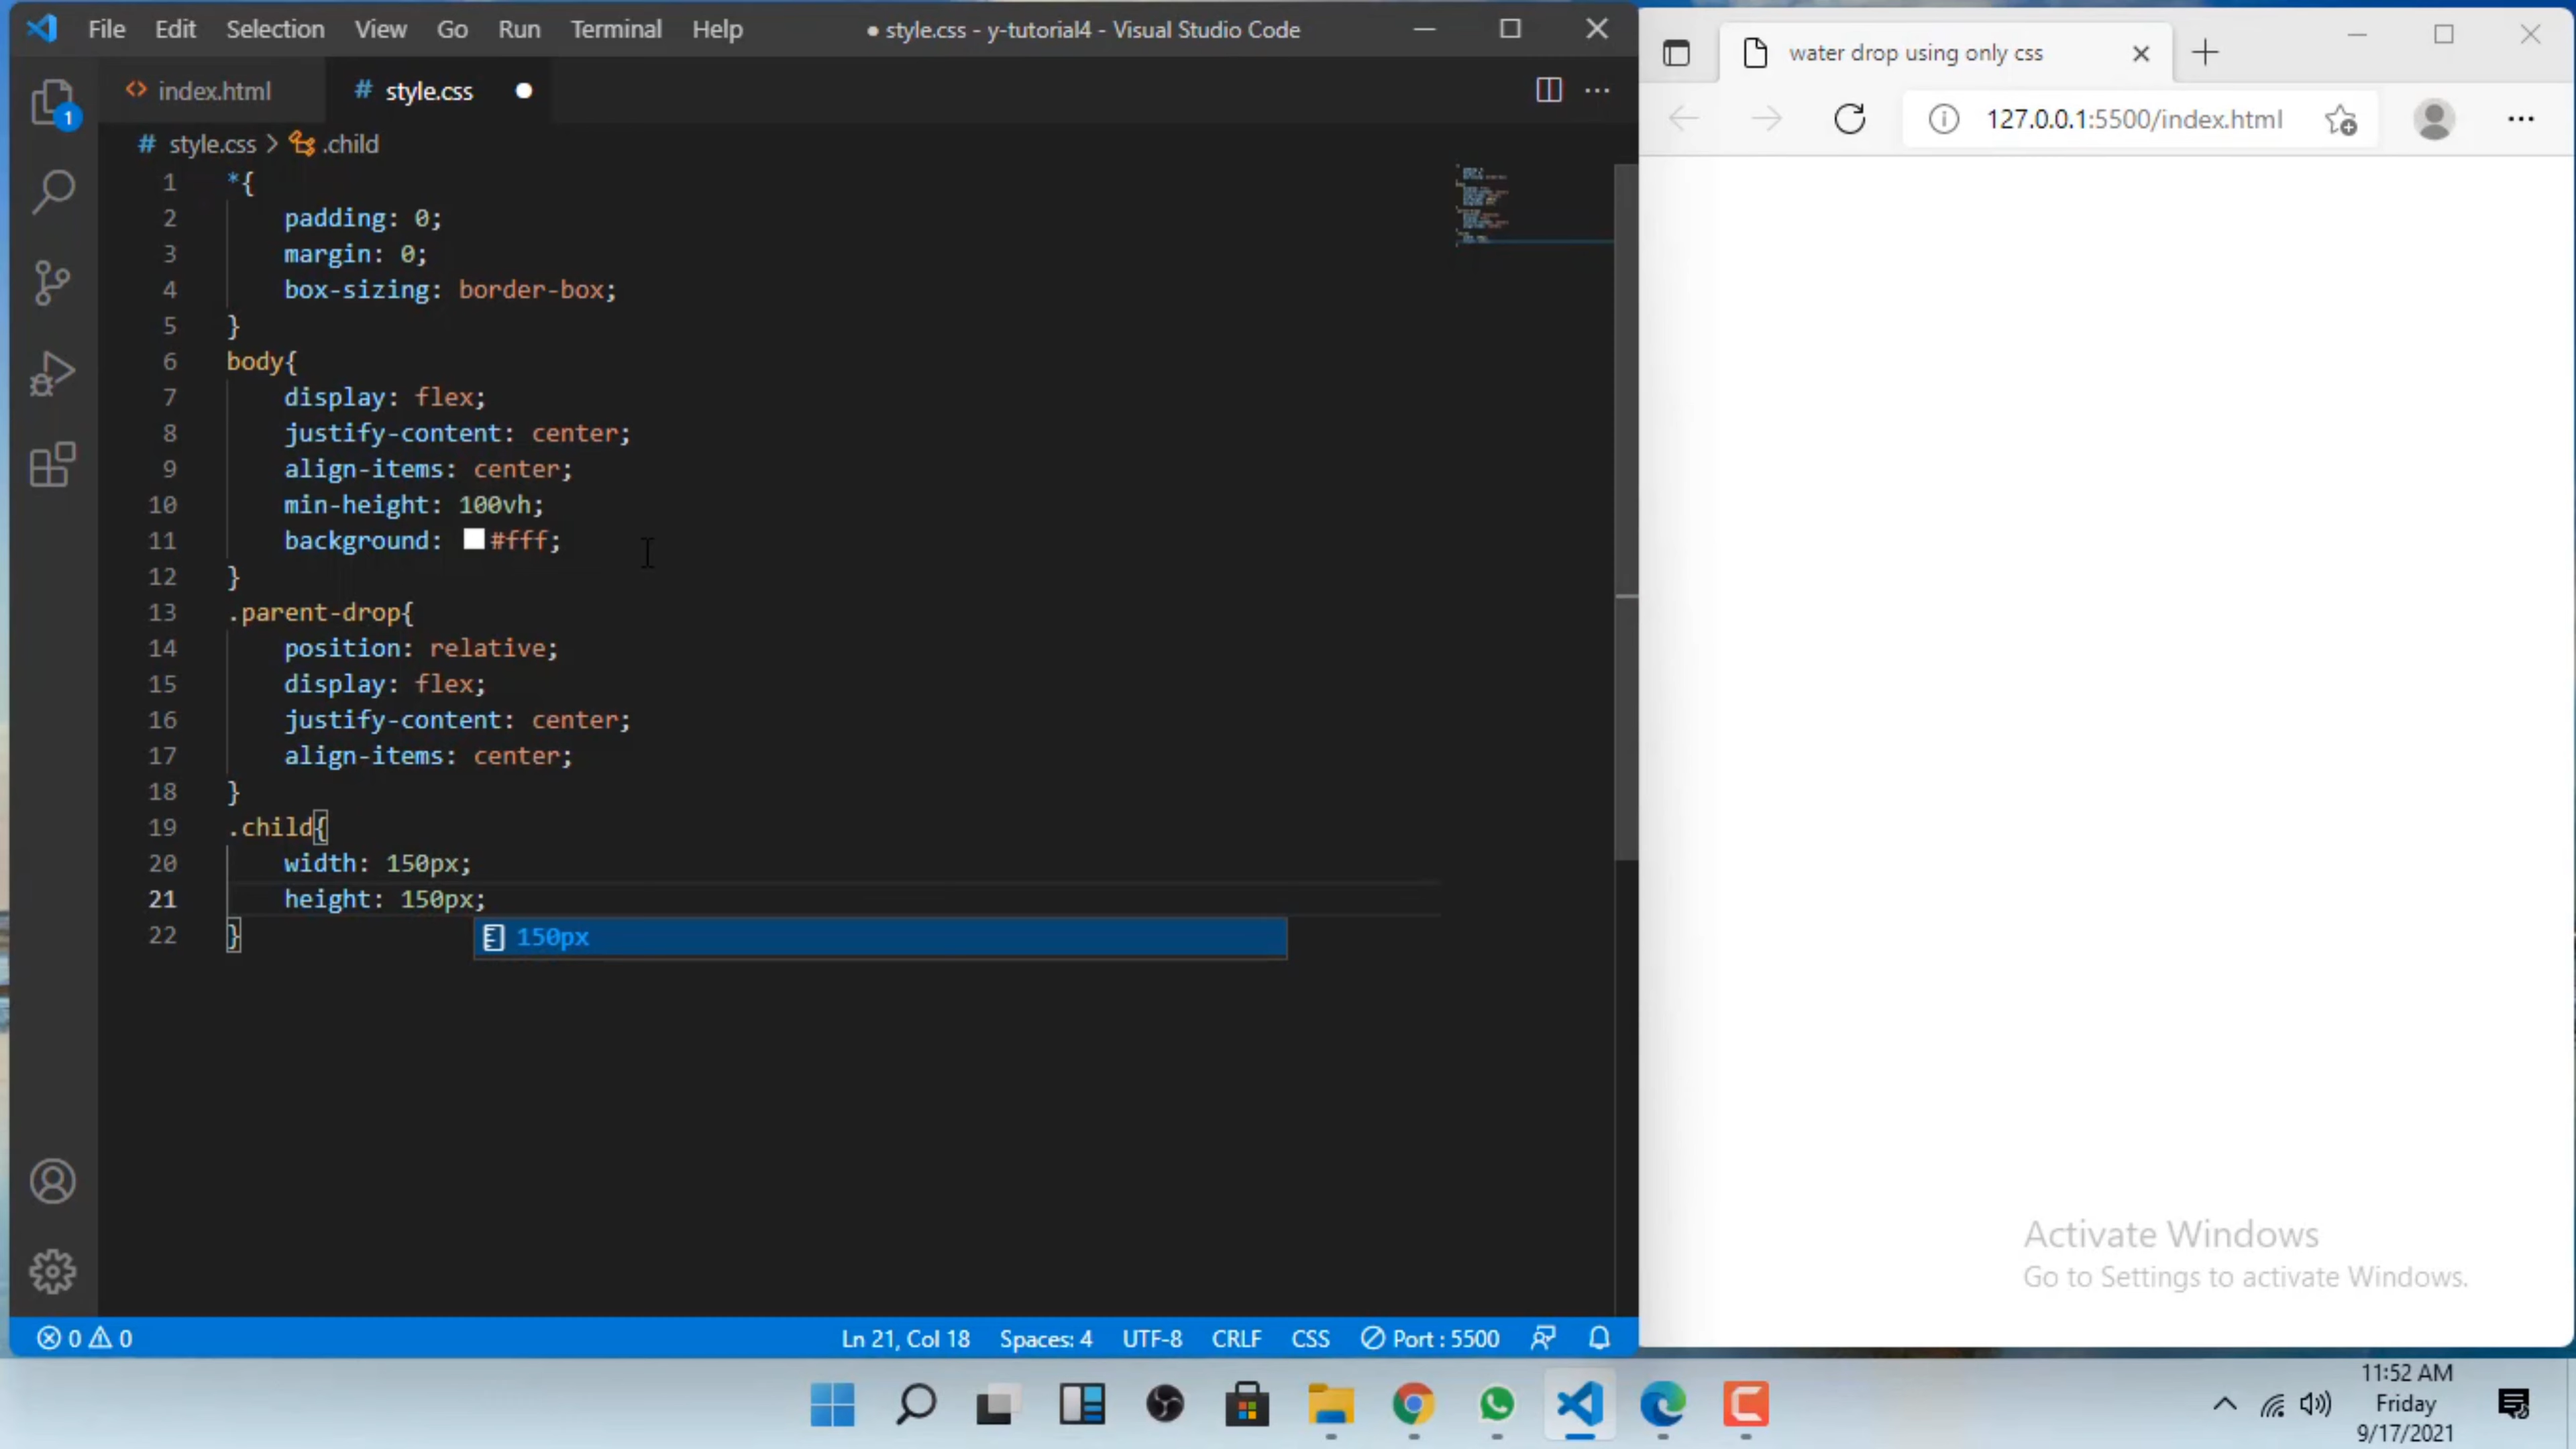 File Edit Selection View Go Run Terminal Help ● style.css - y-tutorial4 - Visual Studio Code
index.html # style.css
# style.css > .child
1 *{
2 padding: 0;
3 margin: 0;
4 box-sizing: border-box;
5 }
6 body{
7 display: flex;
8 justify-content: center;
9 align-items: center;
10 min-height: 100vh;
11 background: #fff;
12 }
13 .parent-drop{
14 position: relative;
15 display: flex;
16 justify-content: center;
17 align-items: center;
18 }
19 .child{
20 width: 150px;
21 height: 150px;
22 }
150px
1
0 0 Ln 21, Col 18 Spaces: 4 UTF-8 CRLF CSS Port : 5500
water drop using only css
127.0.0.1:5500/index.html
Activate Windows
Go to Settings to activate Windows.
11:52 AM
Friday
9/17/2021